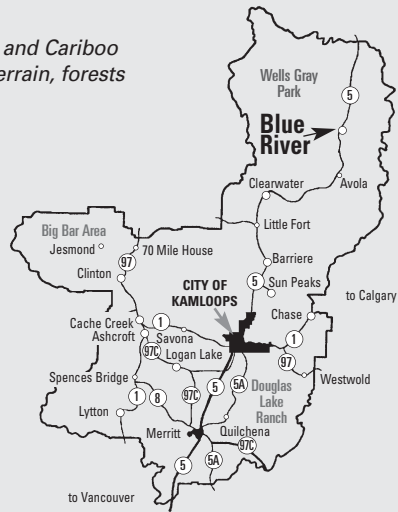 and Cariboo
errain, forests
Wells Gray
Park
5
Blue
River
Clearwater
Avola
Little Fort
Big Bar Area
Jesmond
70 Mile House
97
Clinton
Barriere
5
Sun Peaks
CITY OF
KAMLOOPS
to Calgary
Chase
Cache Creek
1
Ashcroft
Savona
1
97C
Logan Lake
97
Westwold
Spences Bridge
5
5A
Douglas
Lake
Ranch
1
8
97C
Lytton
Merritt
Quilchena
97C
5
5A
to Vancouver